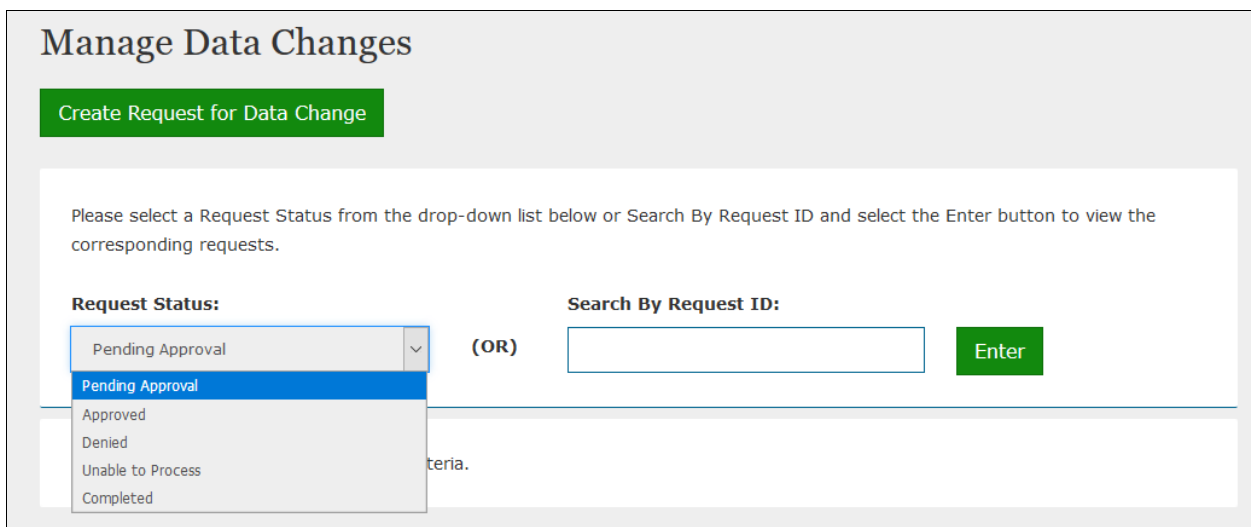 Manage Data Changes
Create Request for Data Change
Please select a Request Status from the drop-down list below or Search By Request ID and select the Enter button to view the
corresponding requests.
Request Status:
Search By Request ID:
Pending Approval
(OR)
Enter
Pending Approval
Approved
Denied
Unable to Process
teria.
Completed